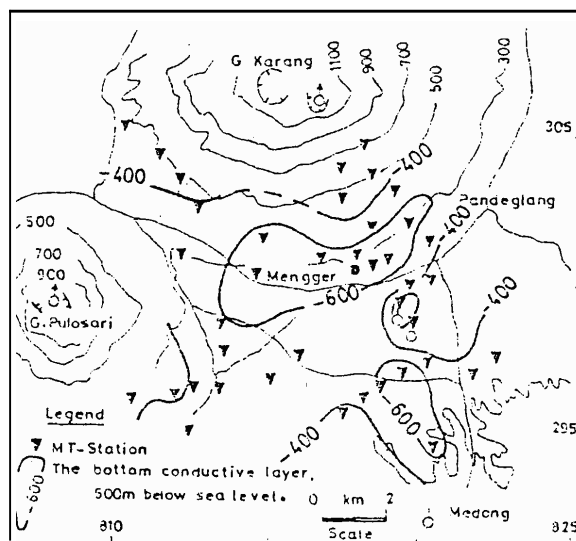 G. Karang
1100
900
700
500
300
305
-400
-400
Pandeglang
-400
500
700
900
G. Pulosari
Mengger
-600
-400
-600
-400
295
Legend
MT-Station
The bottom conductive layer,
500m below sea level.
-600
0 km 2
Scale
Medong
810
825